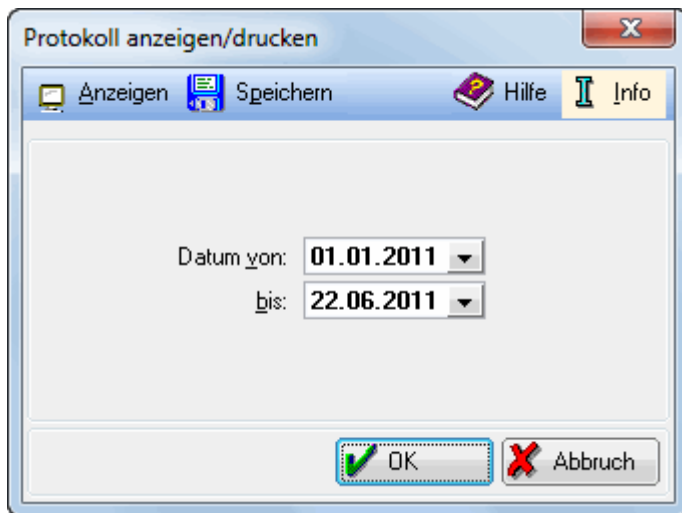 Protokoll anzeigen/drucken
Anzeigen Speichern Hilfe Info
Datum von: 01.01.2011
bis: 22.06.2011
OK Abbruch